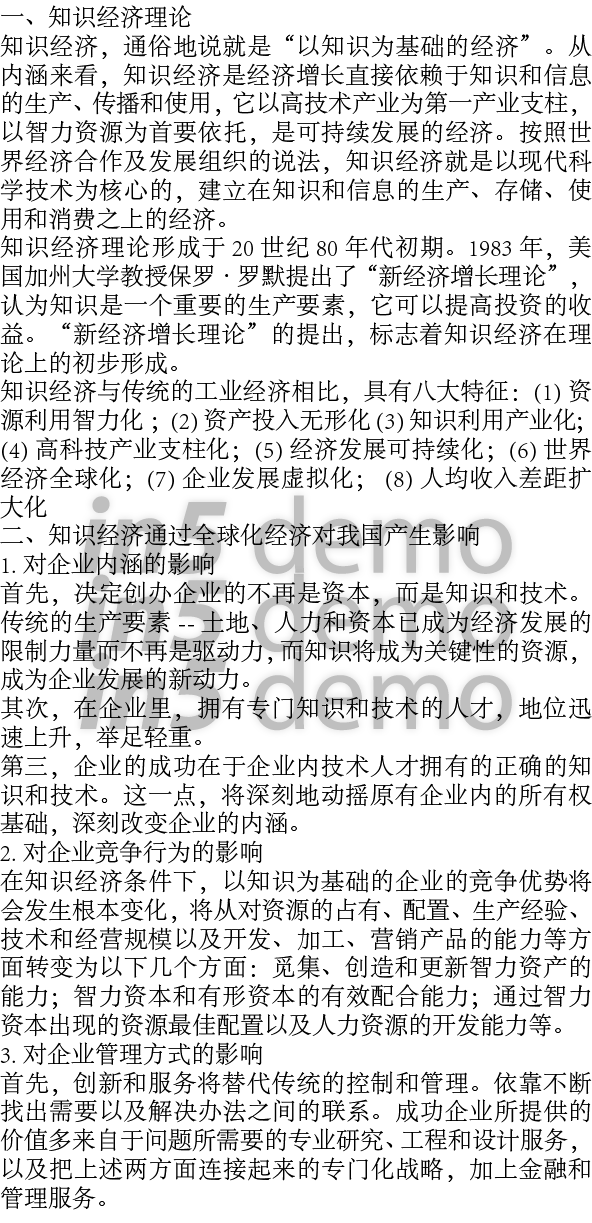 一、知识经济理论
知识经济，通俗地说就是“以知识为基础的经济”。从
内涵来看，知识经济是经济增长直接依赖于知识和信息
的生产、传播和使用，它以高技术产业为第一产业支柱，
以智力资源为首要依托，是可持续发展的经济。按照世
界经济合作及发展组织的说法，知识经济就是以现代科
学技术为核心的，建立在知识和信息的生产、存储、使
用和消费之上的经济。
知识经济理论形成于 20 世纪 80 年代初期。1983 年，美
国加州大学教授保罗 · 罗默提出了“新经济增长理论”，
认为知识是一个重要的生产要素，它可以提高投资的收
益。“新经济增长理论”的提出，标志着知识经济在理
论上的初步形成。
知识经济与传统的工业经济相比，具有八大特征：(1) 资
源利用智力化 ；(2) 资产投入无形化 (3) 知识利用产业化；
(4) 高科技产业支柱化；(5) 经济发展可持续化；(6) 世界
经济全球化；(7) 企业发展虚拟化； (8) 人均收入差距扩
大化
二、知识经济通过全球化经济对我国产生影响
1. 对企业内涵的影响
首先，决定创办企业的不再是资本，而是知识和技术。
传统的生产要素 -- 土地、人力和资本已成为经济发展的
限制力量而不再是驱动力，而知识将成为关键性的资源，
成为企业发展的新动力。
其次，在企业里，拥有专门知识和技术的人才，地位迅
速上升，举足轻重。
第三，企业的成功在于企业内技术人才拥有的正确的知
识和技术。这一点，将深刻地动摇原有企业内的所有权
基础，深刻改变企业的内涵。
2. 对企业竞争行为的影响
在知识经济条件下，以知识为基础的企业的竞争优势将
会发生根本变化，将从对资源的占有、配置、生产经验、
技术和经营规模以及开发、加工、营销产品的能力等方
面转变为以下几个方面：觅集、创造和更新智力资产的
能力；智力资本和有形资本的有效配合能力；通过智力
资本出现的资源最佳配置以及人力资源的开发能力等。
3. 对企业管理方式的影响
首先，创新和服务将替代传统的控制和管理。依靠不断
找出需要以及解决办法之间的联系。成功企业所提供的
价值多来自于问题所需要的专业研究、工程和设计服务，
以及把上述两方面连接起来的专门化战略，加上金融和
管理服务。
in5 demo
in5 demo
in5 demo